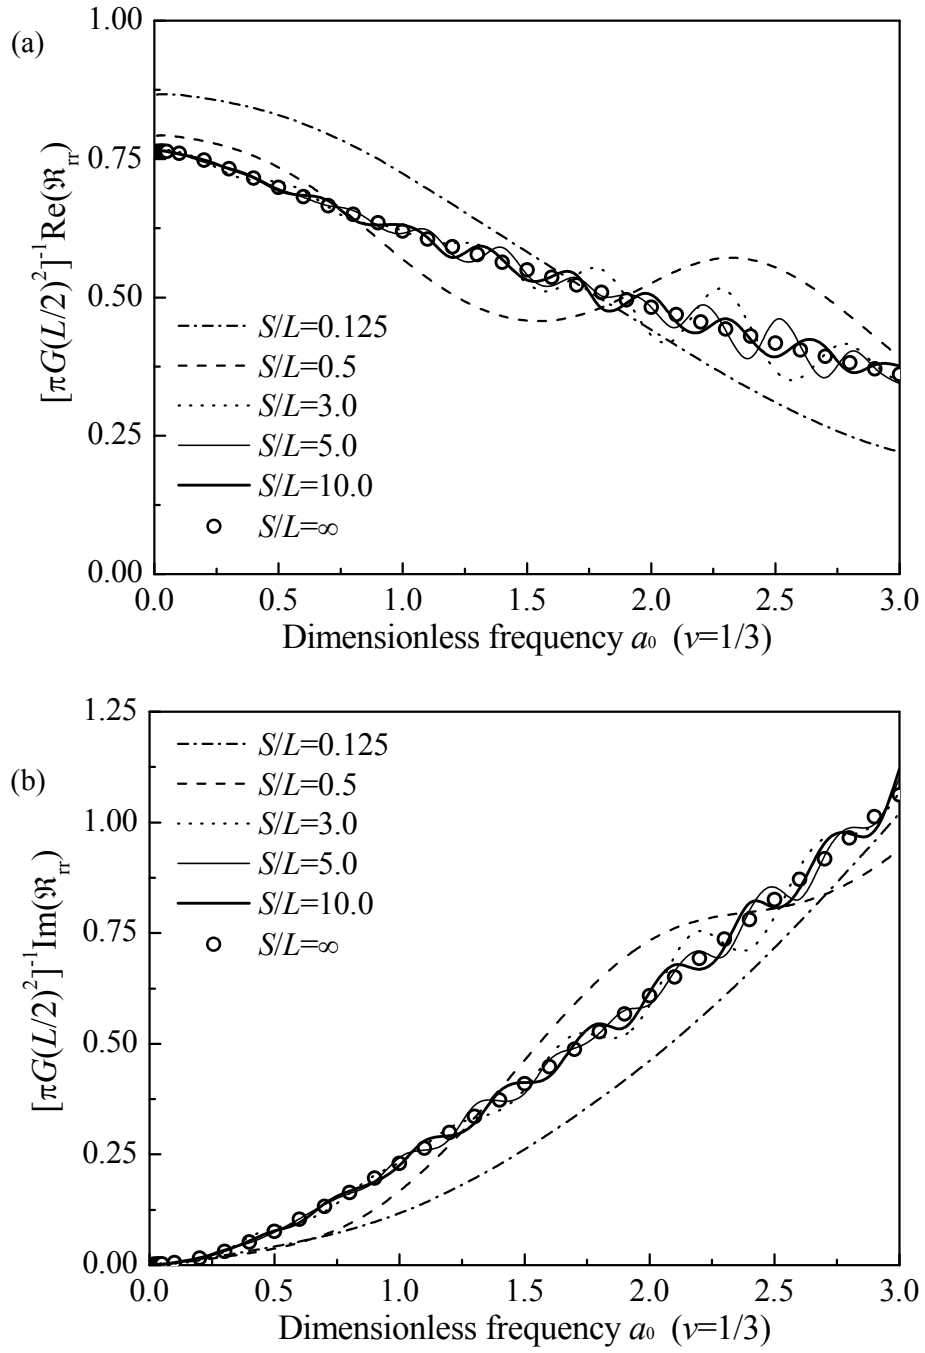 (a)
1.00
0.75
0.50
0.25
0.00
[πG(L/2)²]⁻¹Re(ℜrr)
S/L=0.125
S/L=0.5
S/L=3.0
S/L=5.0
S/L=10.0
S/L=∞
0.0 0.5 1.0 1.5 2.0 2.5 3.0
Dimensionless frequency a₀ (ν=1/3)
(b)
1.25
1.00
0.75
0.50
0.25
0.00
[πG(L/2)²]⁻¹Im(ℜrr)
S/L=0.125
S/L=0.5
S/L=3.0
S/L=5.0
S/L=10.0
S/L=∞
0.0 0.5 1.0 1.5 2.0 2.5 3.0
Dimensionless frequency a₀ (ν=1/3)